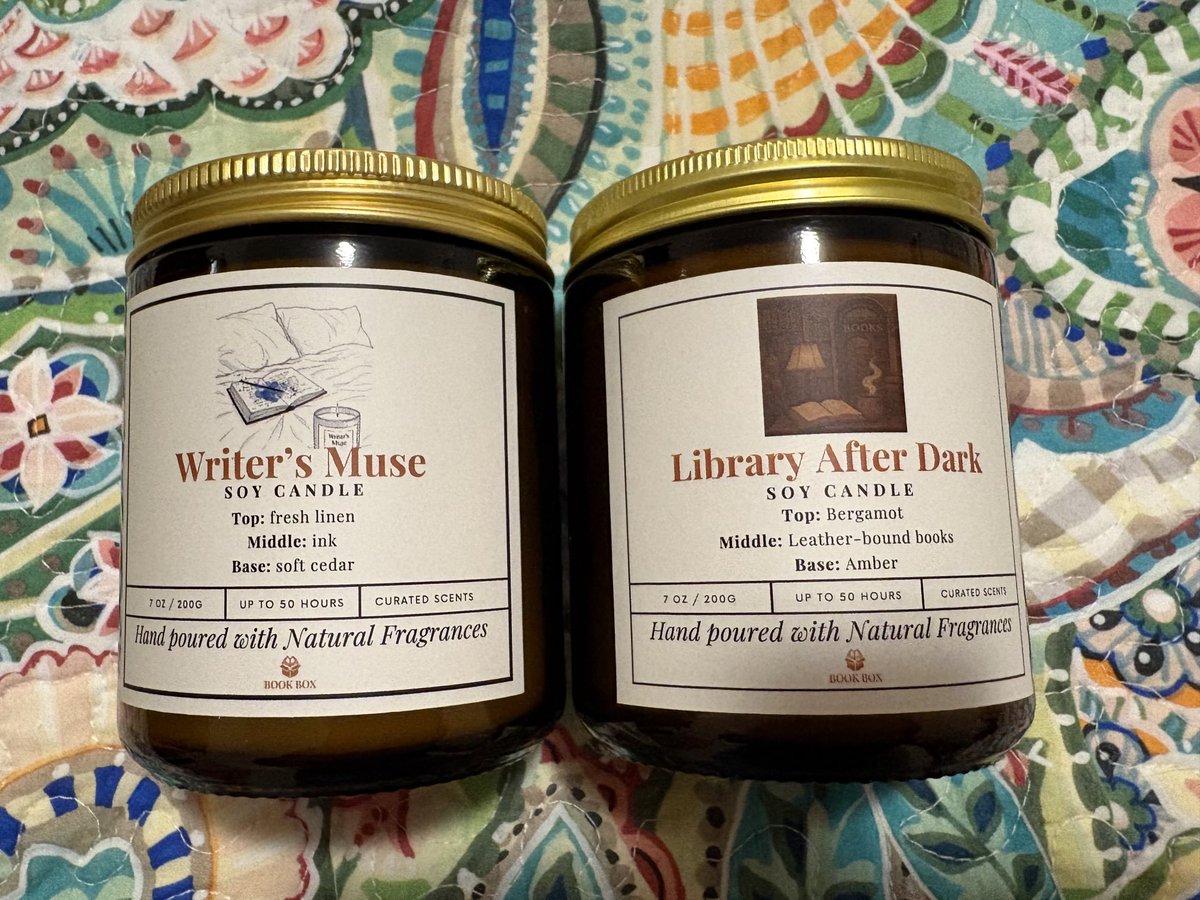 Writer's
Muse
Writer's Muse
SOY CANDLE
Top: fresh linen
Middle: ink
Base: soft cedar
7 OZ / 200G
UP TO 50 HOURS
CURATED SCENTS
Hand poured with Natural Fragrances
BOOK BOX
BOOKS
Library After Dark
SOY CANDLE
Top: Bergamot
Middle: Leather-bound books
Base: Amber
7 OZ / 200G
UP TO 50 HOURS
CURATED SCENTS
Hand poured with Natural Fragrances
BOOK BOX